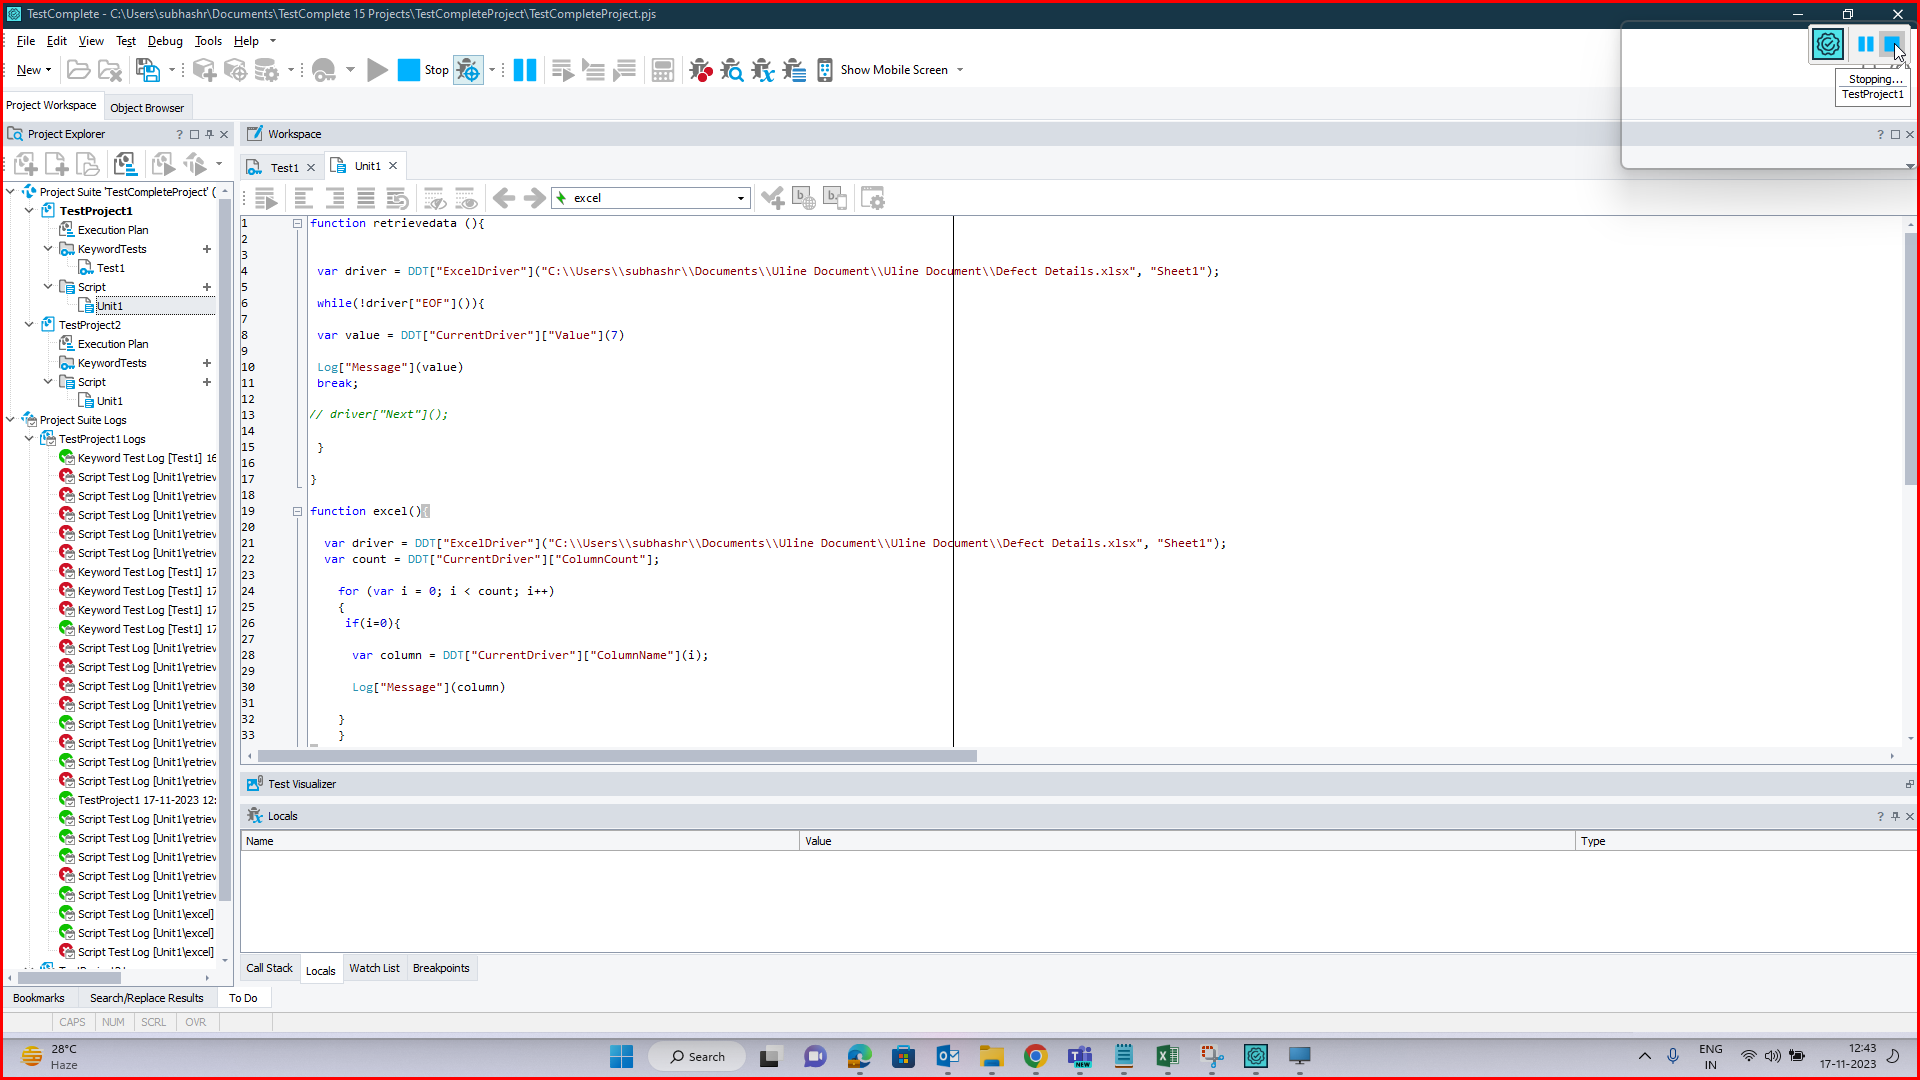 TestComplete - C:\Users\subhashr\Documents\TestComplete 15 Projects\TestCompleteProject\TestCompleteProject.pjs
File Edit View Test Debug Tools Help
New Stop Show Mobile Screen
Stopping...
TestProject1
Project Workspace Object Browser
Project Explorer
Workspace
Test1 Unit1
excel
Project Suite 'TestCompleteProject' (
TestProject1
Execution Plan
KeywordTests
Test1
Script
Unit1
TestProject2
Execution Plan
KeywordTests
Script
Unit1
Project Suite Logs
TestProject1 Logs
Keyword Test Log [Test1] 16
Script Test Log [Unit1\retriev
Script Test Log [Unit1\retriev
Script Test Log [Unit1\retriev
Script Test Log [Unit1\retriev
Script Test Log [Unit1\retriev
Keyword Test Log [Test1] 17
Keyword Test Log [Test1] 17
Keyword Test Log [Test1] 17
Keyword Test Log [Test1] 17
Script Test Log [Unit1\retriev
Script Test Log [Unit1\retriev
Script Test Log [Unit1\retriev
Script Test Log [Unit1\retriev
Script Test Log [Unit1\retriev
Script Test Log [Unit1\retriev
Script Test Log [Unit1\retriev
Script Test Log [Unit1\retriev
TestProject1 17-11-2023 12:
Script Test Log [Unit1\retriev
Script Test Log [Unit1\retriev
Script Test Log [Unit1\retriev
Script Test Log [Unit1\retriev
Script Test Log [Unit1\retriev
Script Test Log [Unit1\excel]
Script Test Log [Unit1\excel]
Script Test Log [Unit1\excel]
1 function retrievedata (){
2
3
4 var driver = DDT["ExcelDriver"]("C:\\Users\\subhashr\\Documents\\Uline Document\\Uline Document\\Defect Details.xlsx", "Sheet1");
5
6 while(!driver["EOF"]()){
7
8 var value = DDT["CurrentDriver"]["Value"](7)
9
10 Log["Message"](value)
11 break;
12
13 // driver["Next"]();
14
15 }
16
17 }
18
19 function excel(){
20
21 var driver = DDT["ExcelDriver"]("C:\\Users\\subhashr\\Documents\\Uline Document\\Uline Document\\Defect Details.xlsx", "Sheet1");
22 var count = DDT["CurrentDriver"]["ColumnCount"];
23
24 for (var i = 0; i < count; i++)
25 {
26 if(i=0){
27
28 var column = DDT["CurrentDriver"]["ColumnName"](i);
29
30 Log["Message"](column)
31
32 }
33 }
Test Visualizer
Locals
Name Value Type
Call Stack Locals Watch List Breakpoints
Bookmarks Search/Replace Results To Do
CAPS NUM SCRL OVR
28°C
Haze
Search
NEW
ENG
IN
12:43
17-11-2023